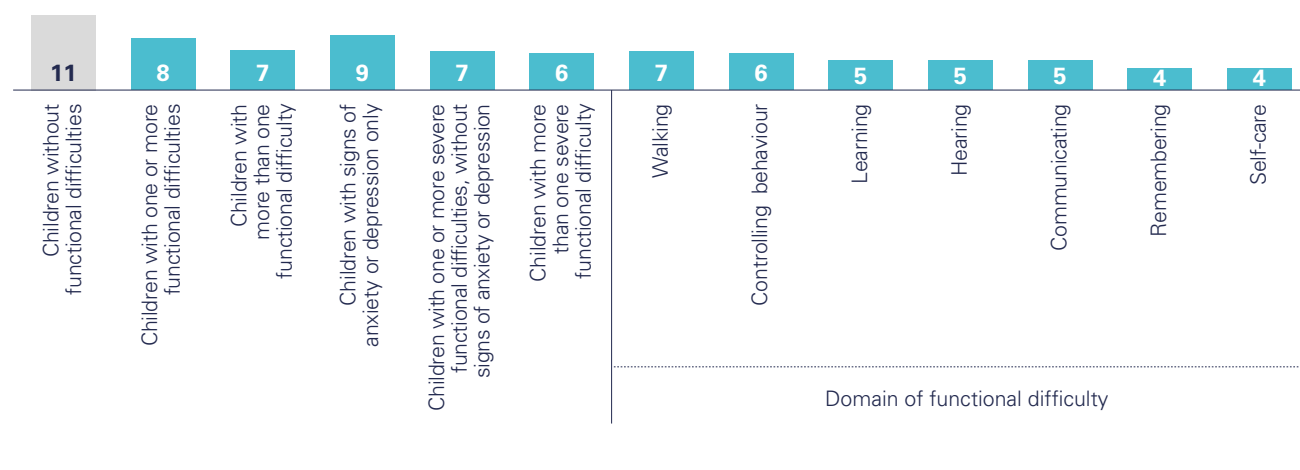 11
8
7
9
7
6
7
6
5
5
5
4
4
Children without
functional difficulties
Children with one or more
functional difficulties
Children with
more than one
functional difficulty
Children with signs of
anxiety or depression only
Children with one or more severe
functional difficulties, without
signs of anxiety or depression
Children with more
than one severe
functional difficulty
Walking
Controlling behaviour
Learning
Hearing
Communicating
Remembering
Self-care
Domain of functional difficulty